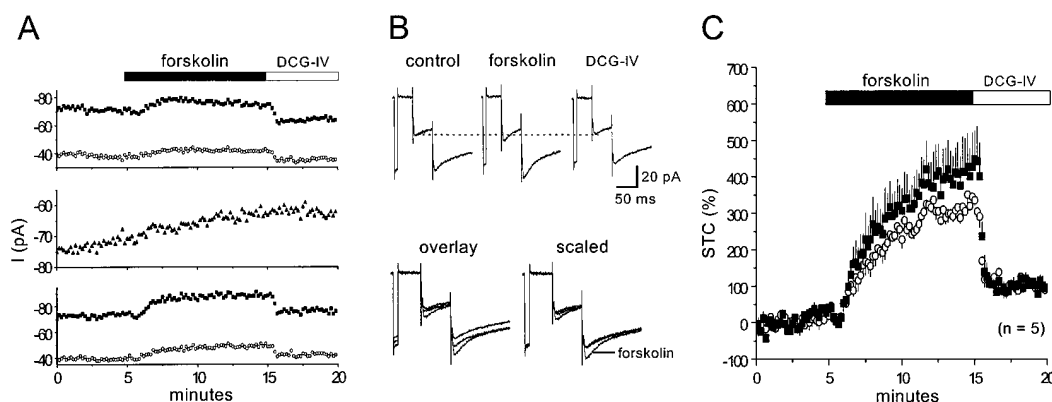 A
forskolin
DCG-IV
-80
-60
-40
-60
-70
-80
-80
-60
-40
I (pA)
0
5
10
15
20
minutes
B
control
forskolin
DCG-IV
20 pA
50 ms
overlay
scaled
forskolin
C
700
600
500
400
300
200
100
0
-100
STC (%)
forskolin
DCG-IV
(n = 5)
0
5
10
15
20
minutes